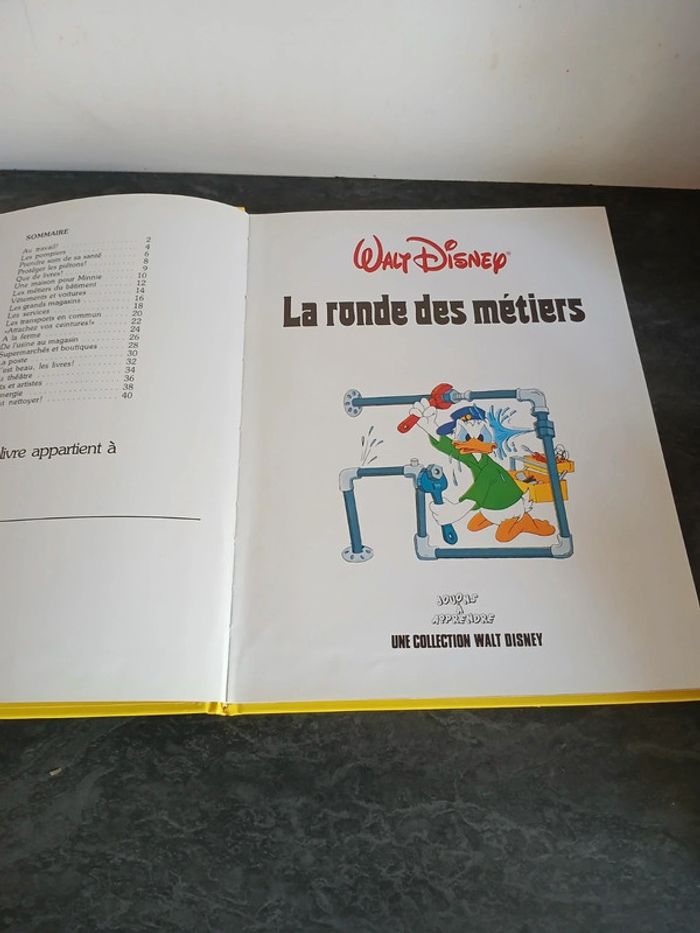 SOMMAIRE
Au travail! 2
Les pompiers 4
Prendre soin de sa santé 6
Protéger les piétons! 8
Que de livres! 9
Une maison pour Minnie 10
Les métiers du bâtiment 12
Vêtements et voitures 14
Les grands magasins 16
Les services 18
Les transports en commun 20
«Attachez vos ceintures!» 22
A la ferme 24
De l'usine au magasin 26
Supermarchés et boutiques 28
La poste 30
'est beau, les livres! 32
u théâtre 34
ts et artistes 36
nergie 38
ut nettoyer! 40
livre appartient à
WALT DISNEY
La ronde des métiers
JOUONS
A
APPRENDRE
UNE COLLECTION WALT DISNEY